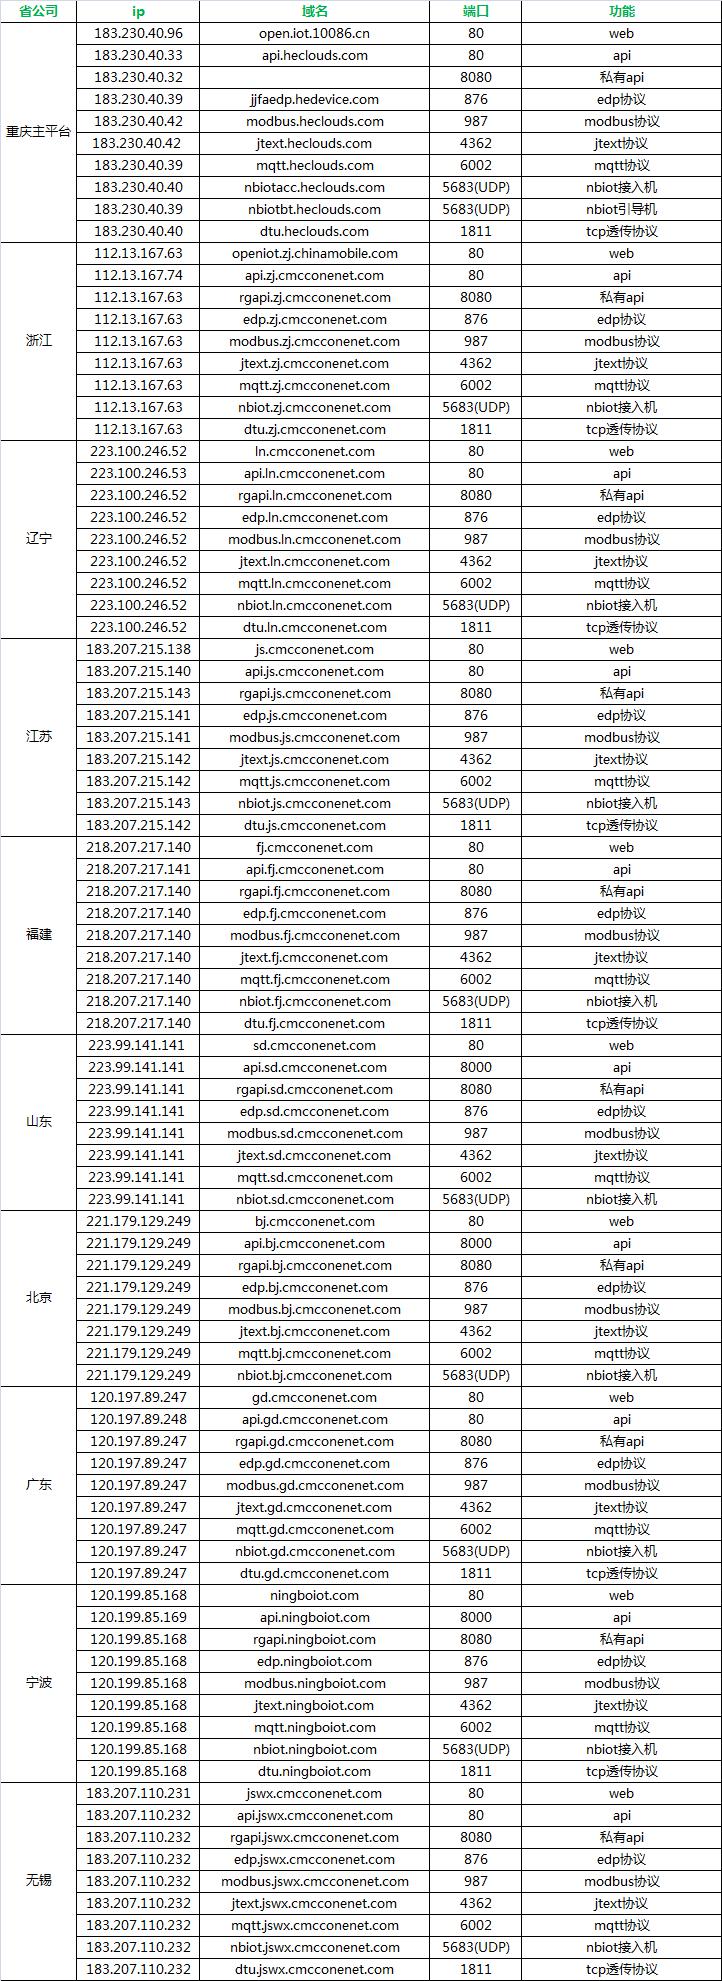 省公司 ip 域名 端口 功能
183.230.40.96 open.iot.10086.cn 80 web
183.230.40.33 api.heclouds.com 80 api
183.230.40.32 8080 私有api
183.230.40.39 jjfaedp.hedevice.com 876 edp协议
183.230.40.42 modbus.heclouds.com 987 modbus协议
重庆主平台 183.230.40.42 jtext.heclouds.com 4362 jtext协议
183.230.40.39 mqtt.heclouds.com 6002 mqtt协议
183.230.40.40 nbiotacc.heclouds.com 5683(UDP) nbiot接入机
183.230.40.39 nbiotbt.heclouds.com 5683(UDP) nbiot引导机
183.230.40.40 dtu.heclouds.com 1811 tcp透传协议
112.13.167.63 openiot.zj.chinamobile.com 80 web
112.13.167.74 api.zj.cmcconenet.com 80 api
112.13.167.63 rgapi.zj.cmcconenet.com 8080 私有api
112.13.167.63 edp.zj.cmcconenet.com 876 edp协议
浙江 112.13.167.63 modbus.zj.cmcconenet.com 987 modbus协议
112.13.167.63 jtext.zj.cmcconenet.com 4362 jtext协议
112.13.167.63 mqtt.zj.cmcconenet.com 6002 mqtt协议
112.13.167.63 nbiot.zj.cmcconenet.com 5683(UDP) nbiot接入机
112.13.167.63 dtu.zj.cmcconenet.com 1811 tcp透传协议
223.100.246.52 ln.cmcconenet.com 80 web
223.100.246.53 api.ln.cmcconenet.com 80 api
223.100.246.52 rgapi.ln.cmcconenet.com 8080 私有api
223.100.246.52 edp.ln.cmcconenet.com 876 edp协议
辽宁 223.100.246.52 modbus.ln.cmcconenet.com 987 modbus协议
223.100.246.52 jtext.ln.cmcconenet.com 4362 jtext协议
223.100.246.52 mqtt.ln.cmcconenet.com 6002 mqtt协议
223.100.246.52 nbiot.ln.cmcconenet.com 5683(UDP) nbiot接入机
223.100.246.52 dtu.ln.cmcconenet.com 1811 tcp透传协议
183.207.215.138 js.cmcconenet.com 80 web
183.207.215.140 api.js.cmcconenet.com 80 api
183.207.215.143 rgapi.js.cmcconenet.com 8080 私有api
183.207.215.141 edp.js.cmcconenet.com 876 edp协议
江苏 183.207.215.141 modbus.js.cmcconenet.com 987 modbus协议
183.207.215.142 jtext.js.cmcconenet.com 4362 jtext协议
183.207.215.142 mqtt.js.cmcconenet.com 6002 mqtt协议
183.207.215.143 nbiot.js.cmcconenet.com 5683(UDP) nbiot接入机
183.207.215.142 dtu.js.cmcconenet.com 1811 tcp透传协议
218.207.217.140 fj.cmcconenet.com 80 web
218.207.217.141 api.fj.cmcconenet.com 80 api
218.207.217.140 rgapi.fj.cmcconenet.com 8080 私有api
218.207.217.140 edp.fj.cmcconenet.com 876 edp协议
福建 218.207.217.140 modbus.fj.cmcconenet.com 987 modbus协议
218.207.217.140 jtext.fj.cmcconenet.com 4362 jtext协议
218.207.217.140 mqtt.fj.cmcconenet.com 6002 mqtt协议
218.207.217.140 nbiot.fj.cmcconenet.com 5683(UDP) nbiot接入机
218.207.217.140 dtu.fj.cmcconenet.com 1811 tcp透传协议
223.99.141.141 sd.cmcconenet.com 80 web
223.99.141.141 api.sd.cmcconenet.com 8000 api
223.99.141.141 rgapi.sd.cmcconenet.com 8080 私有api
223.99.141.141 edp.sd.cmcconenet.com 876 edp协议
山东 223.99.141.141 modbus.sd.cmcconenet.com 987 modbus协议
223.99.141.141 jtext.sd.cmcconenet.com 4362 jtext协议
223.99.141.141 mqtt.sd.cmcconenet.com 6002 mqtt协议
223.99.141.141 nbiot.sd.cmcconenet.com 5683(UDP) nbiot接入机
221.179.129.249 bj.cmcconenet.com 80 web
221.179.129.249 api.bj.cmcconenet.com 8000 api
221.179.129.249 rgapi.bj.cmcconenet.com 8080 私有api
221.179.129.249 edp.bj.cmcconenet.com 876 edp协议
北京 221.179.129.249 modbus.bj.cmcconenet.com 987 modbus协议
221.179.129.249 jtext.bj.cmcconenet.com 4362 jtext协议
221.179.129.249 mqtt.bj.cmcconenet.com 6002 mqtt协议
221.179.129.249 nbiot.bj.cmcconenet.com 5683(UDP) nbiot接入机
120.197.89.247 gd.cmcconenet.com 80 web
120.197.89.248 api.gd.cmcconenet.com 80 api
120.197.89.247 rgapi.gd.cmcconenet.com 8080 私有api
120.197.89.247 edp.gd.cmcconenet.com 876 edp协议
广东 120.197.89.247 modbus.gd.cmcconenet.com 987 modbus协议
120.197.89.247 jtext.gd.cmcconenet.com 4362 jtext协议
120.197.89.247 mqtt.gd.cmcconenet.com 6002 mqtt协议
120.197.89.247 nbiot.gd.cmcconenet.com 5683(UDP) nbiot接入机
120.197.89.247 dtu.gd.cmcconenet.com 1811 tcp透传协议
120.199.85.168 ningboiot.com 80 web
120.199.85.169 api.ningboiot.com 8000 api
120.199.85.168 rgapi.ningboiot.com 8080 私有api
120.199.85.168 edp.ningboiot.com 876 edp协议
宁波 120.199.85.168 modbus.ningboiot.com 987 modbus协议
120.199.85.168 jtext.ningboiot.com 4362 jtext协议
120.199.85.168 mqtt.ningboiot.com 6002 mqtt协议
120.199.85.168 nbiot.ningboiot.com 5683(UDP) nbiot接入机
120.199.85.168 dtu.ningboiot.com 1811 tcp透传协议
183.207.110.231 jswx.cmcconenet.com 80 web
183.207.110.232 api.jswx.cmcconenet.com 80 api
183.207.110.232 rgapi.jswx.cmcconenet.com 8080 私有api
183.207.110.232 edp.jswx.cmcconenet.com 876 edp协议
无锡 183.207.110.232 modbus.jswx.cmcconenet.com 987 modbus协议
183.207.110.232 jtext.jswx.cmcconenet.com 4362 jtext协议
183.207.110.232 mqtt.jswx.cmcconenet.com 6002 mqtt协议
183.207.110.232 nbiot.jswx.cmcconenet.com 5683(UDP) nbiot接入机
183.207.110.232 dtu.jswx.cmcconenet.com 1811 tcp透传协议